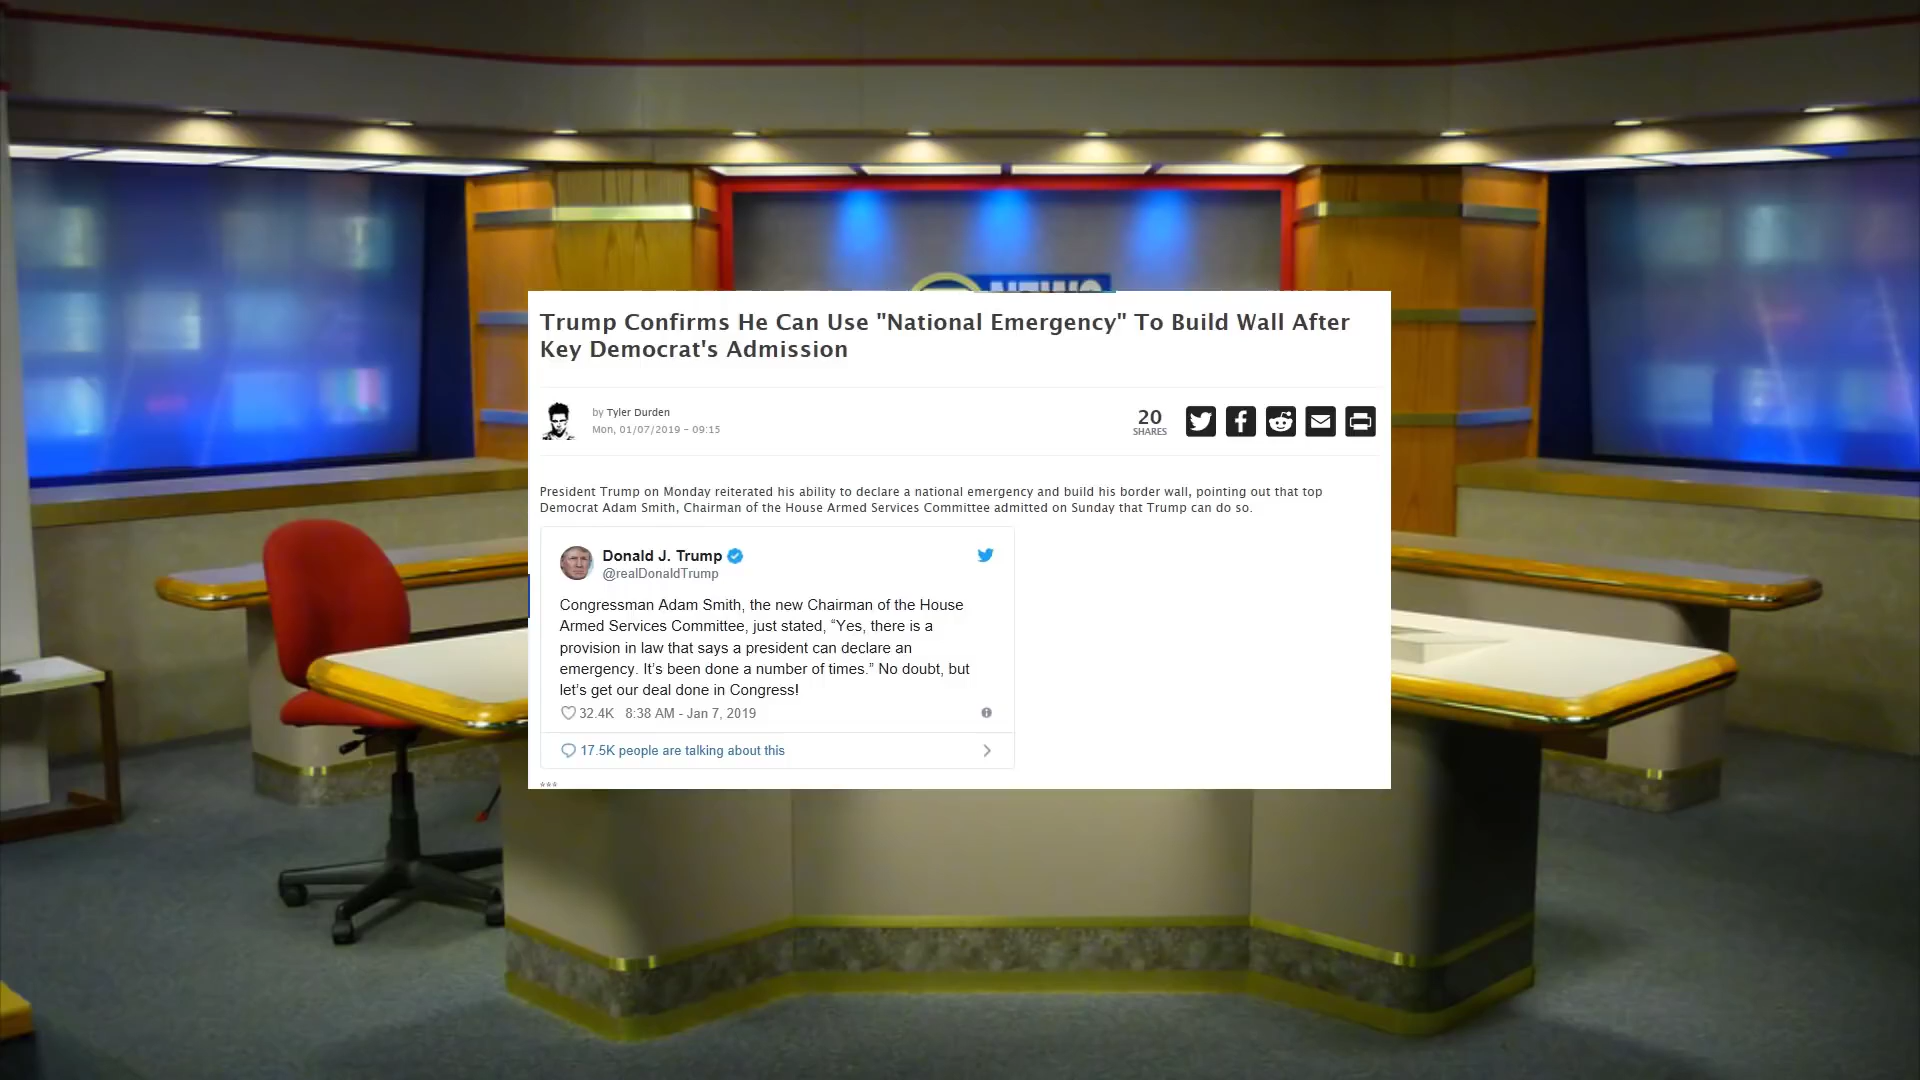 NEWS
Trump Confirms He Can Use "National Emergency" To Build Wall After
Key Democrat's Admission
by Tyler Durden
Mon, 01/07/2019 - 09:15
20
SHARES
President Trump on Monday reiterated his ability to declare a national emergency and build his border wall, pointing out that top
Democrat Adam Smith, Chairman of the House Armed Services Committee admitted on Sunday that Trump can do so.
Donald J. Trump
@realDonaldTrump
Congressman Adam Smith, the new Chairman of the House
Armed Services Committee, just stated, “Yes, there is a
provision in law that says a president can declare an
emergency. It’s been done a number of times.” No doubt, but
let’s get our deal done in Congress!
32.4K 8:38 AM - Jan 7, 2019
17.5K people are talking about this
***